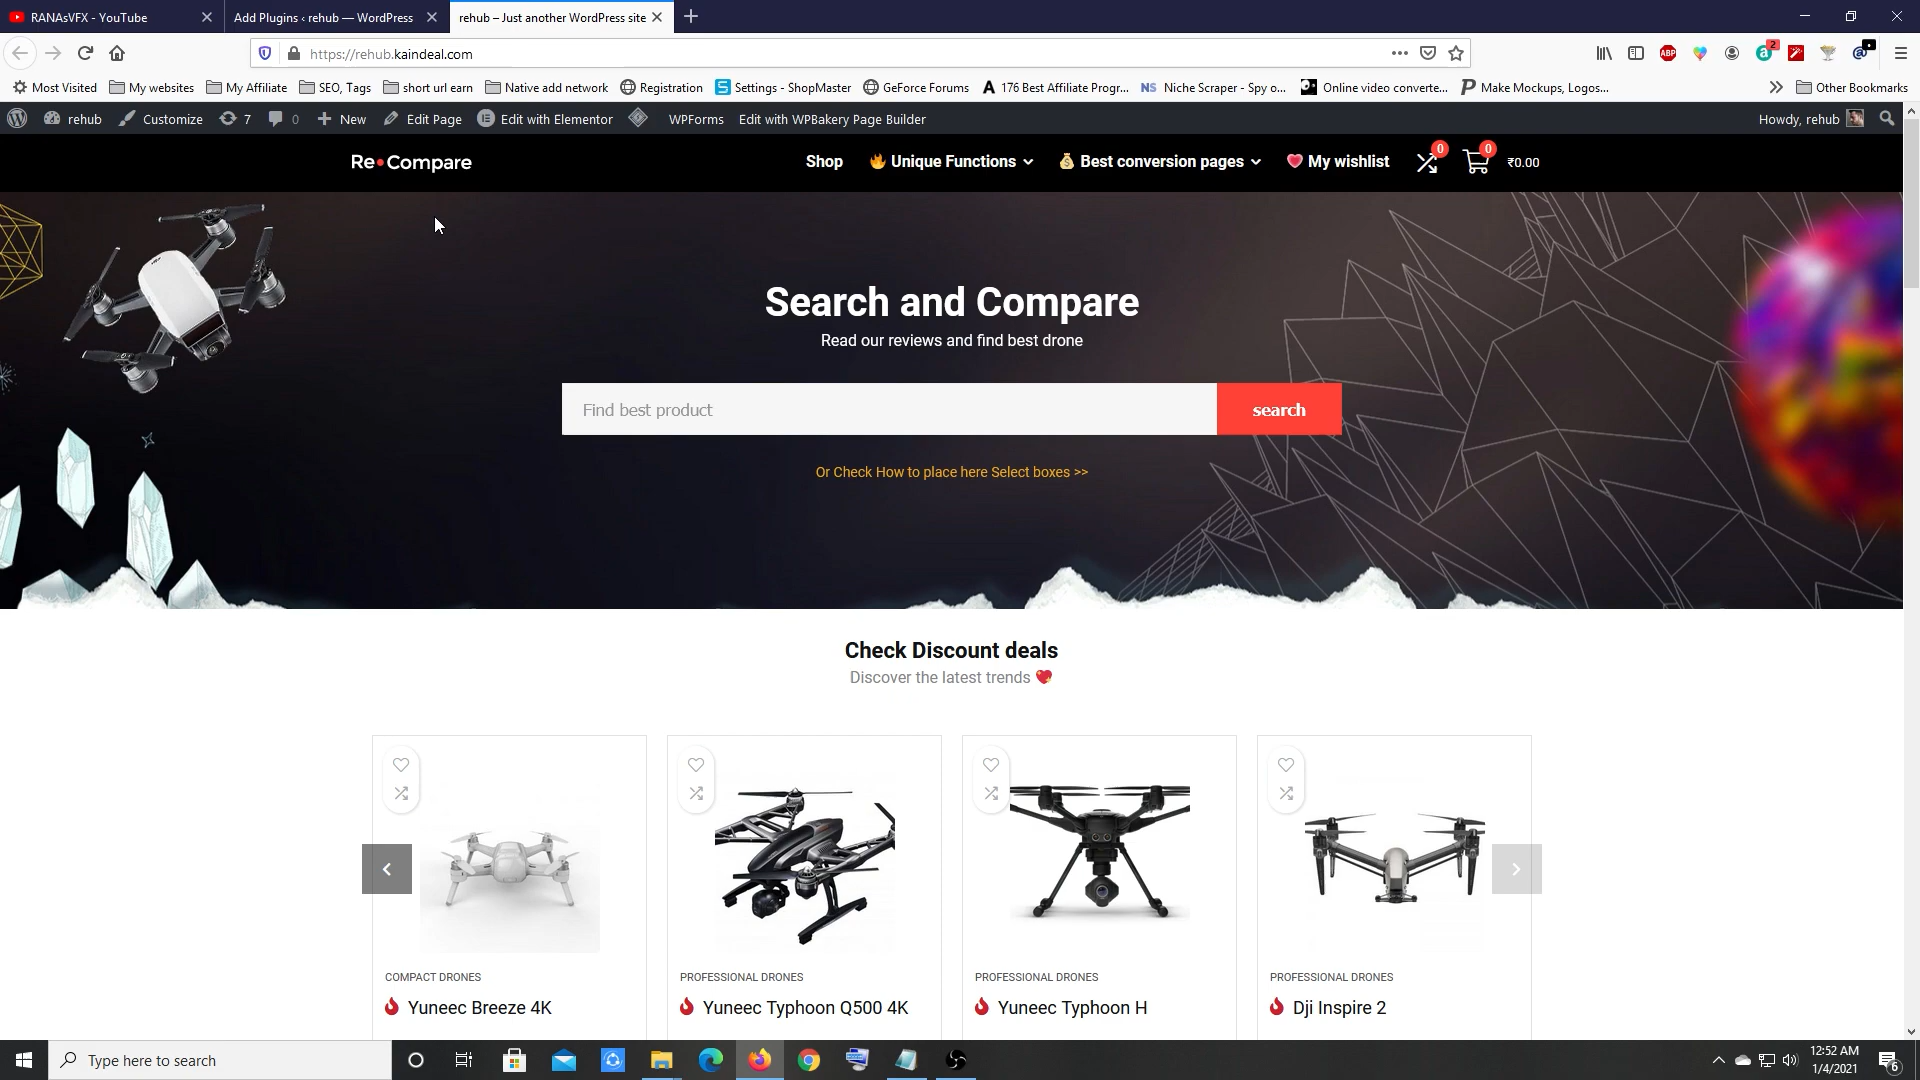 RANAsVFX - YouTube
Add Plugins ‹ rehub — WordPress
rehub – Just another WordPress site
https://rehub.kaindeal.com
ABP
2
Most Visited
My websites
My Affiliate
SEO, Tags
short url earn
Native add network
Registration
Settings - ShopMaster
GeForce Forums
176 Best Affiliate Progr...
Niche Scraper - Spy o...
Online video converte...
Make Mockups, Logos...
Other Bookmarks
rehub
Customize
7
0
New
Edit Page
Edit with Elementor
WPForms
Edit with WPBakery Page Builder
Howdy, rehub
Re•Compare
Shop
Unique Functions
Best conversion pages
My wishlist
0
0
₹0.00
Search and Compare
Read our reviews and find best drone
Find best product
search
Or Check How to place here Select boxes >>
Check Discount deals
Discover the latest trends
COMPACT DRONES
Yuneec Breeze 4K
PROFESSIONAL DRONES
Yuneec Typhoon Q500 4K
PROFESSIONAL DRONES
Yuneec Typhoon H
PROFESSIONAL DRONES
Dji Inspire 2
Type here to search
12:52 AM
1/4/2021
6